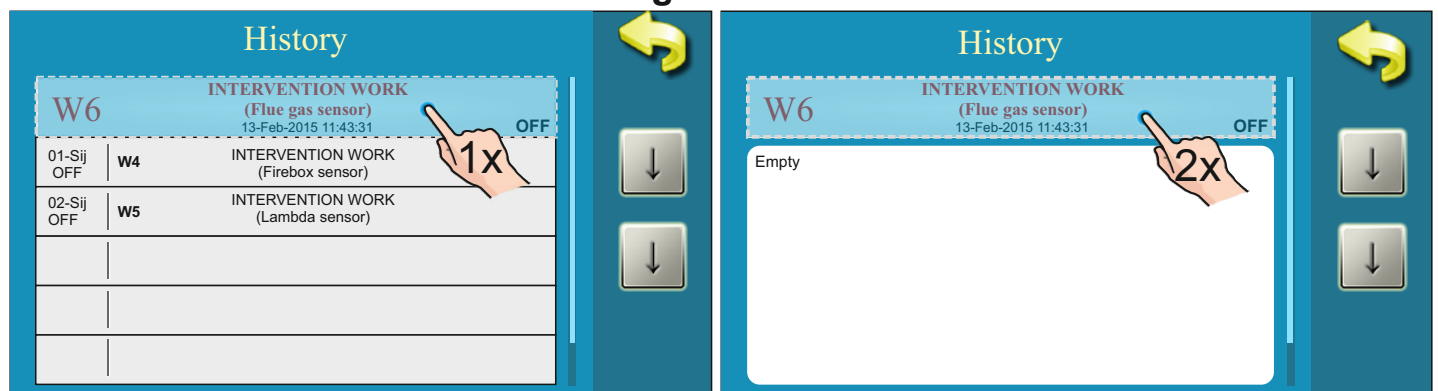 History
W6
INTERVENTION WORK
(Flue gas sensor)
13-Feb-2015 11:43:31
OFF
1x
01-Sij
OFF
W4
INTERVENTION WORK
(Firebox sensor)
02-Sij
OFF
W5
INTERVENTION WORK
(Lambda sensor)
↓
↓
History
W6
INTERVENTION WORK
(Flue gas sensor)
13-Feb-2015 11:43:31
OFF
2x
Empty
↓
↓